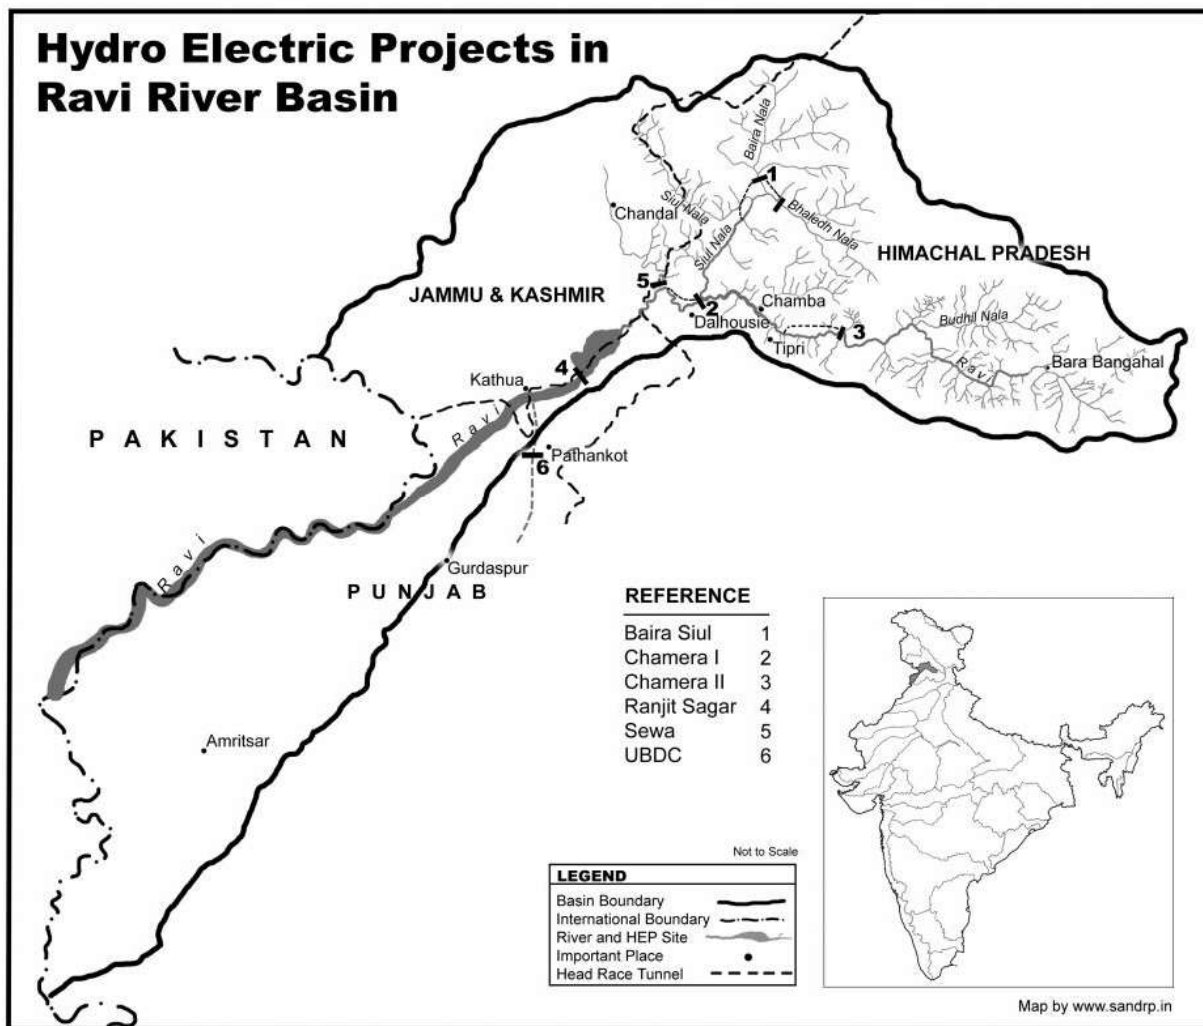 Hydro Electric Projects in
Ravi River Basin
Baira Nala
1
Siul Nala
Chandal
Bhaledh Nala
Siul Nala
HIMACHAL PRADESH
JAMMU & KASHMIR
5
2
Chamba
Dalhousie
Budhil Nala
3
Tipri
Ravi
Bara Bangahal
4
Kathua
Ravi
PAKISTAN
Pathankot
6
Ravi
Gurdaspur
PUNJAB
Amritsar
REFERENCE
Baira Siul 1
Chamera I 2
Chamera II 3
Ranjit Sagar 4
Sewa 5
UBDC 6
Not to Scale
LEGEND
Basin Boundary
International Boundary
River and HEP Site
Important Place
Head Race Tunnel
Map by www.sandrp.in